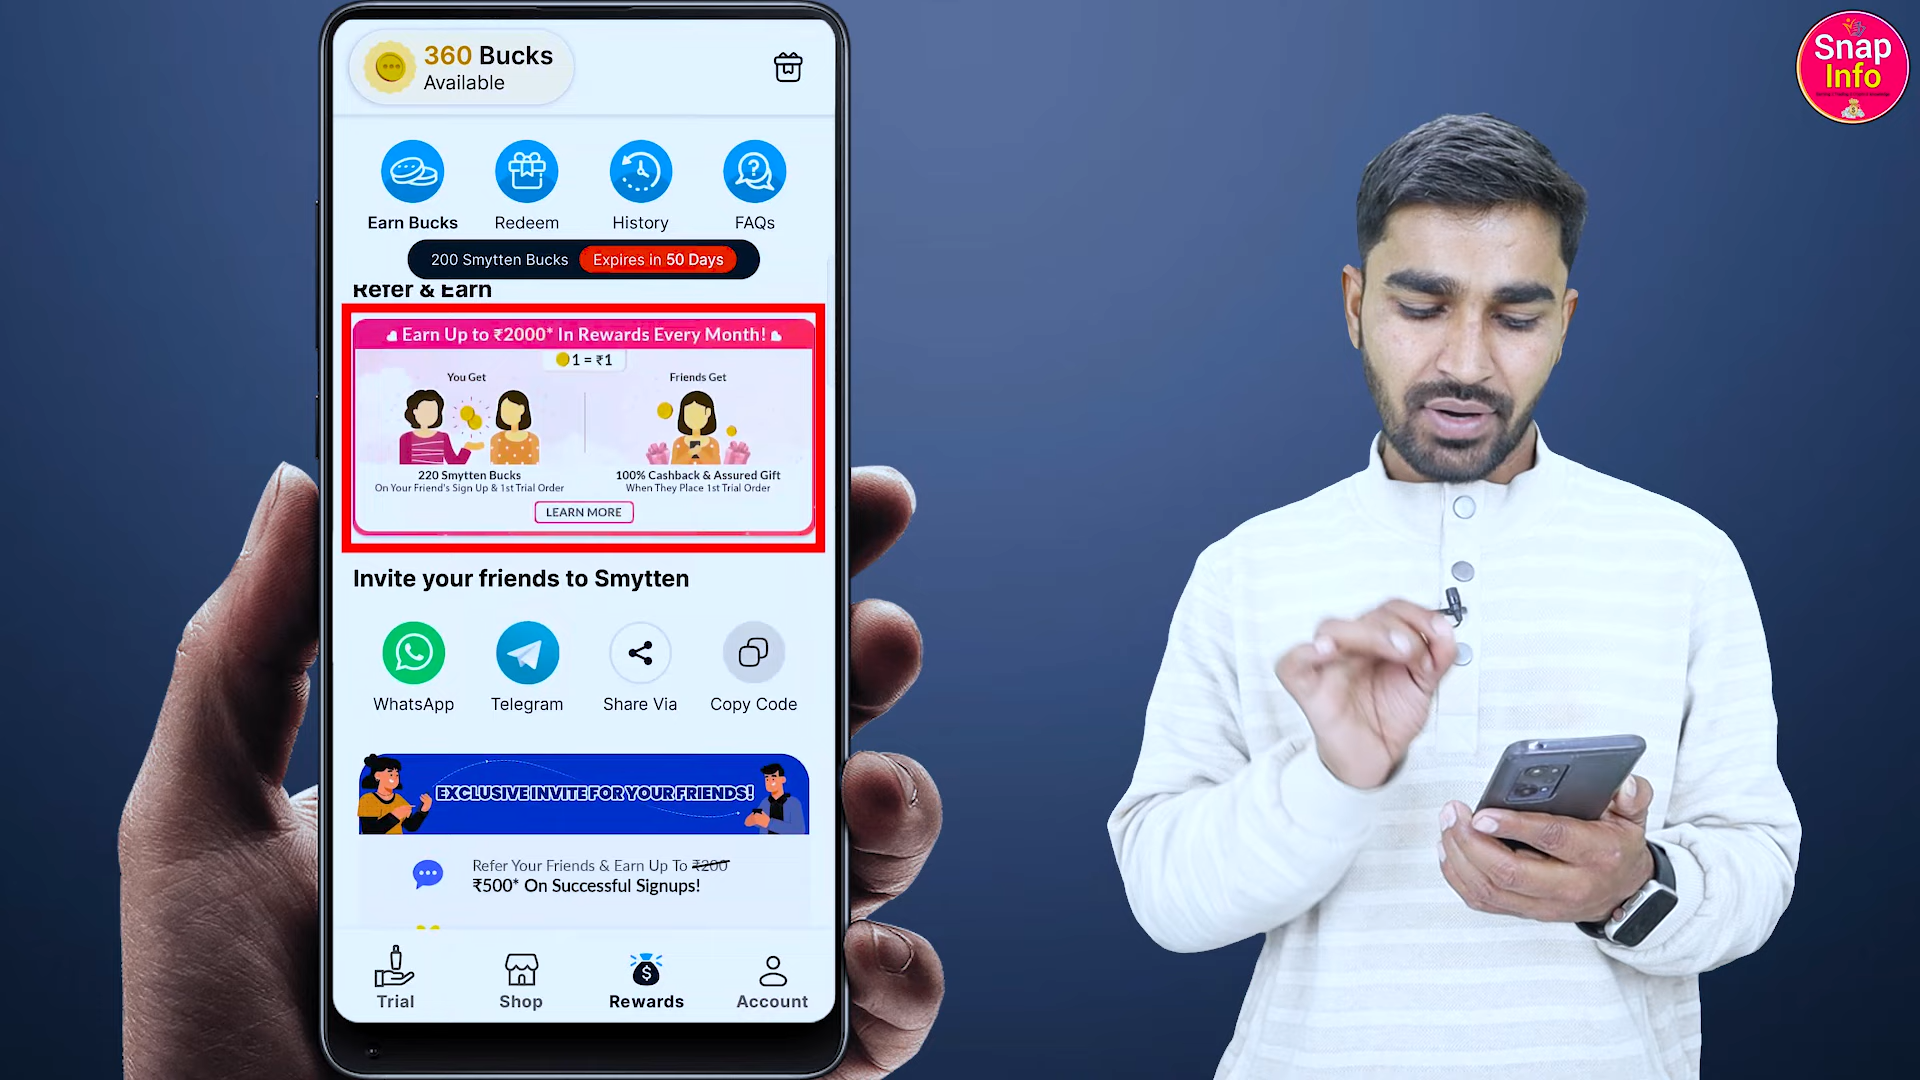 360 Bucks
Available
Earn Bucks
Redeem
History
FAQs
200 Smytten Bucks
Expires in 50 Days
Refer & Earn
Earn Up to ₹2000* In Rewards Every Month!
1 = ₹1
You Get
Friends Get
220 Smytten Bucks
On Your Friend's Sign Up & 1st Trial Order
100% Cashback & Assured Gift
When They Place 1st Trial Order
LEARN MORE
Invite your friends to Smytten
WhatsApp
Telegram
Share Via
Copy Code
EXCLUSIVE INVITE FOR YOUR FRIENDS!
Refer Your Friends & Earn Up To ₹200
₹500* On Successful Signups!
Trial
Shop
Rewards
Account
Snap
Info